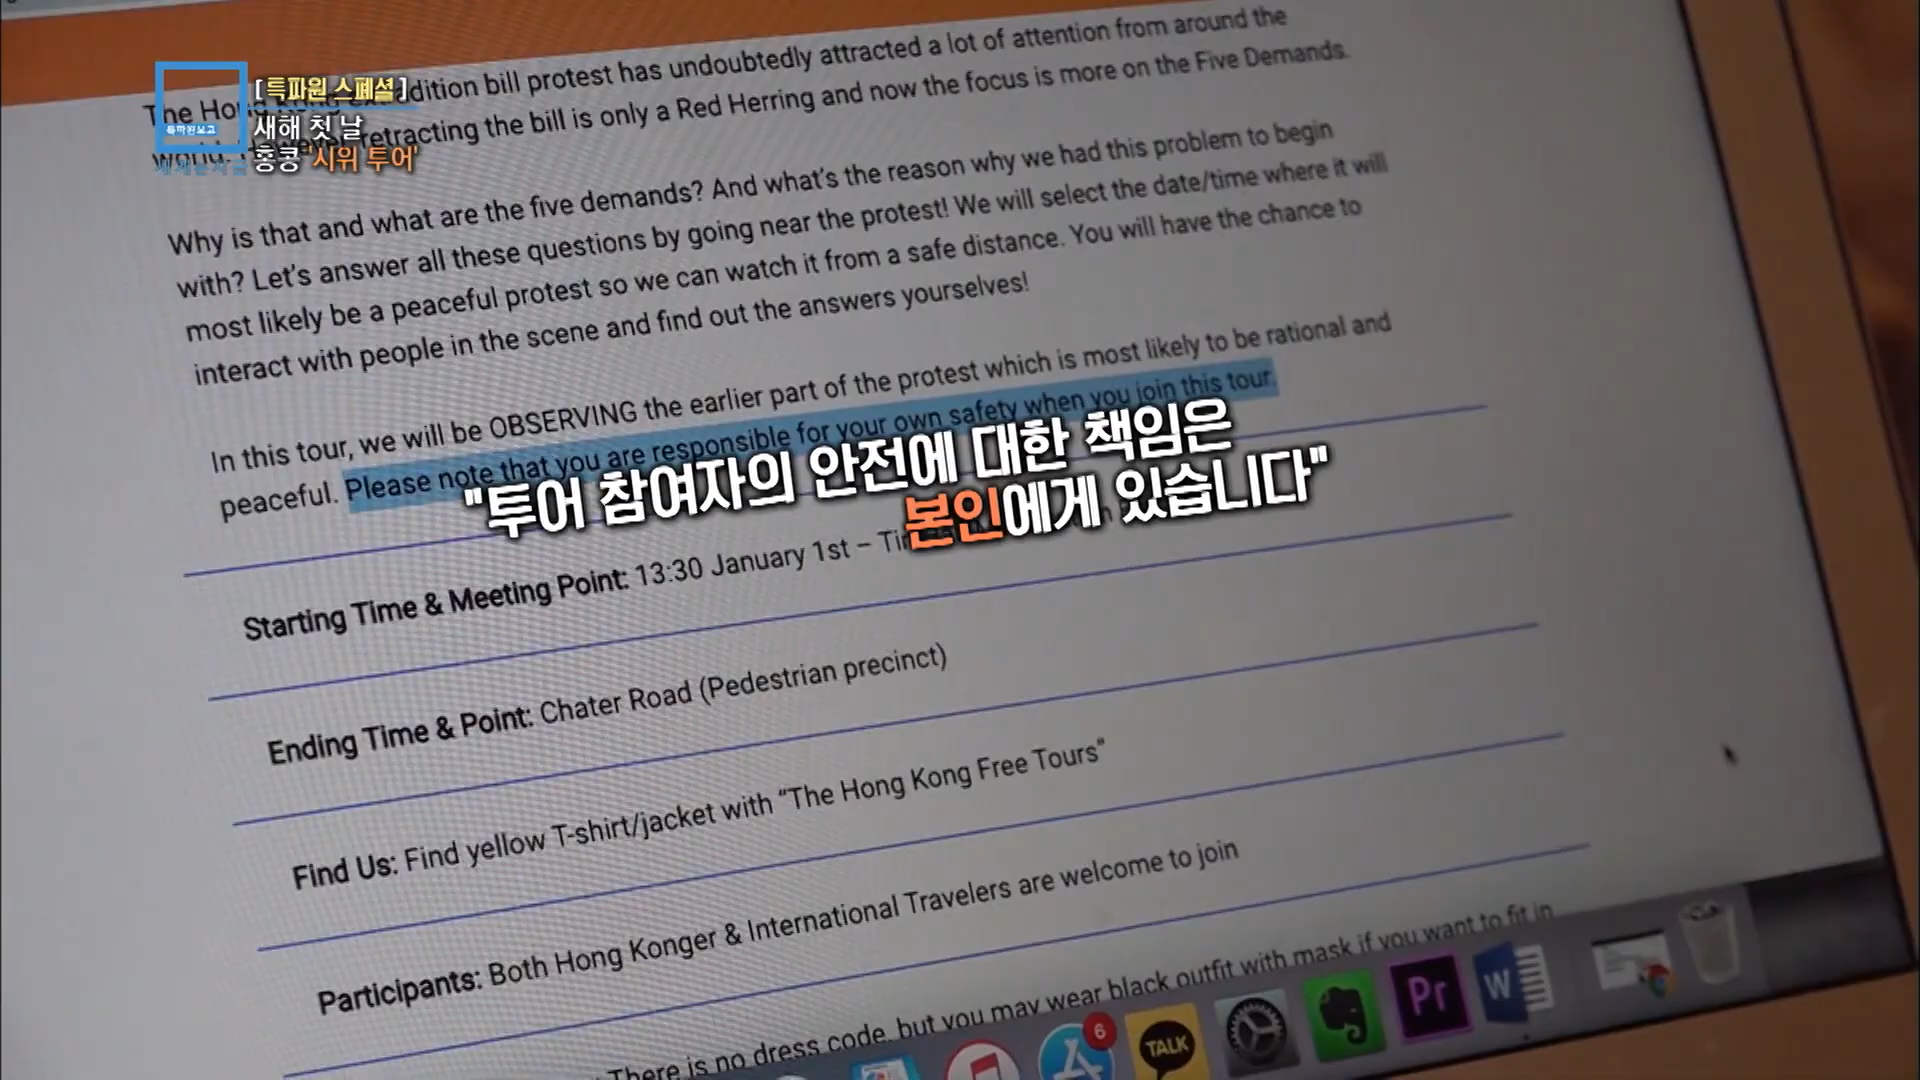 [특파원 스페셜]
새해 첫 날
홍콩 '시위 투어'
특파원보고
The Hong Kong extradition bill protest has undoubtedly attracted a lot of attention from around the
world. However, retracting the bill is only a Red Herring and now the focus is more on the Five Demands.
Why is that and what are the five demands? And what's the reason why we had this problem to begin
with? Let's answer all these questions by going near the protest! We will select the date/time where it will
most likely be a peaceful protest so we can watch it from a safe distance. You will have the chance to
interact with people in the scene and find out the answers yourselves!
In this tour, we will be OBSERVING the earlier part of the protest which is most likely to be rational and
peaceful. Please note that you are responsible for your own safety when you join this tour.
"투어 참여자의 안전에 대한 책임은
본인에게 있습니다"
Starting Time & Meeting Point: 13:30 January 1st –
Ending Time & Point: Chater Road (Pedestrian precinct)
Find Us: Find yellow T-shirt/jacket with “The Hong Kong Free Tours”
Participants: Both Hong Konger & International Travelers are welcome to join
There is no dress code, but you may wear black outfit with mask if you want to fit in
6
TALK
Pr
W